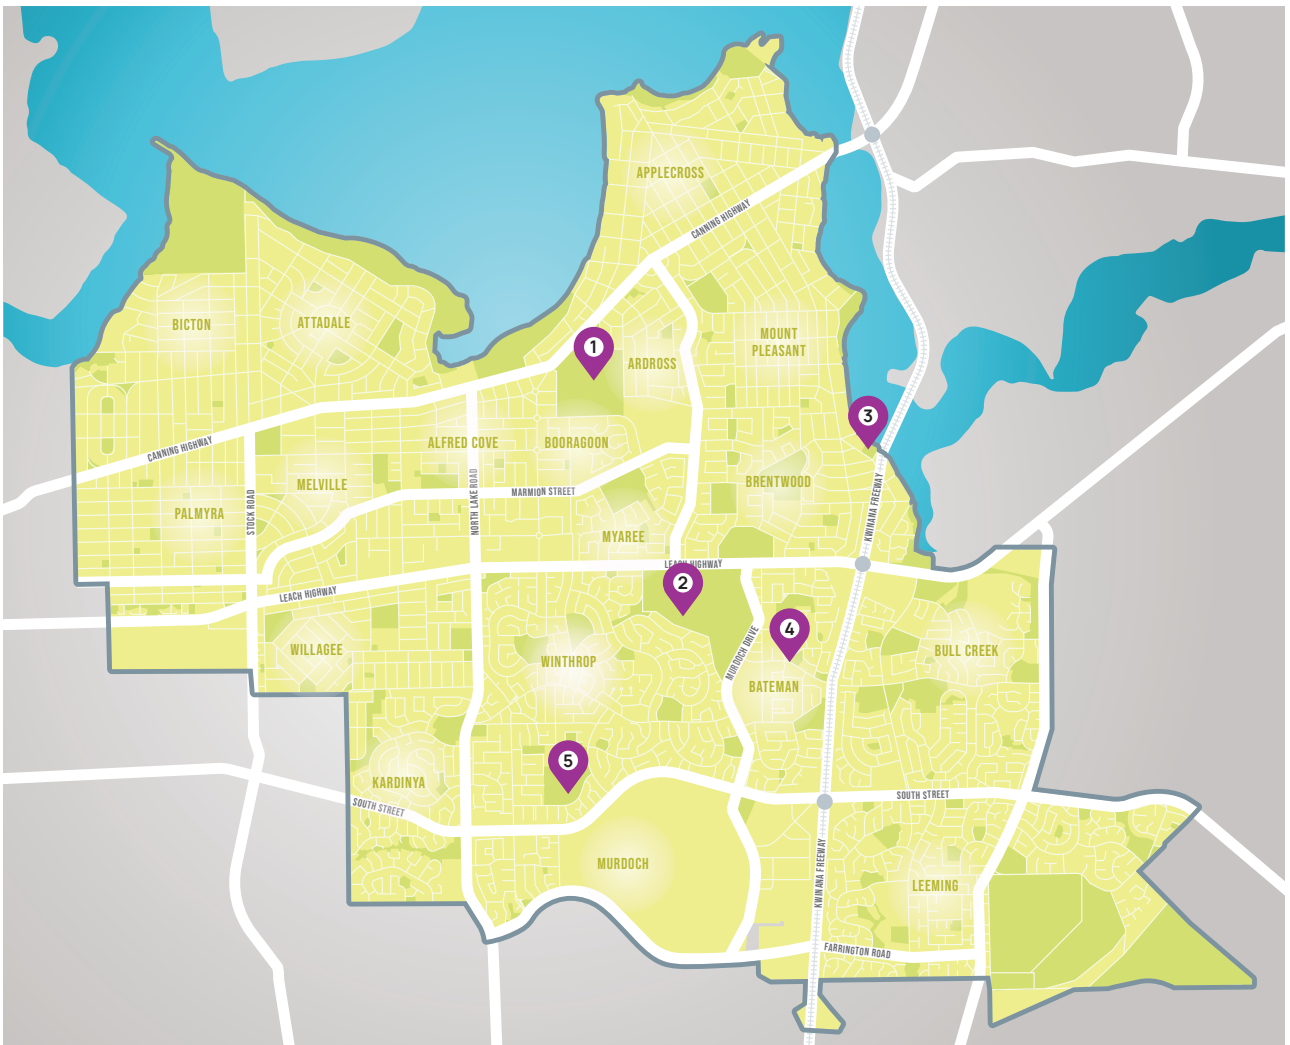 APPLECROSS
CANNING HIGHWAY
BICTON
ATTADALE
MOUNT
PLEASANT
1
ARDROSS
3
ALFRED COVE
BOORAGOON
CANNING HIGHWAY
MELVILLE
BRENTWOOD
MARMION STREET
NORTH LAKE ROAD
STOCK ROAD
KWINANA FREEWAY
PALMYRA
MYAREE
LEACH HIGHWAY
2
LEACH HIGHWAY
4
WILLAGEE
WINTHROP
MURDOCH DRIVE
BULL CREEK
BATEMAN
5
KARDINYA
SOUTH STREET
SOUTH STREET
MURDOCH
KWINANA FREEWAY
LEEMING
FARRINGTON ROAD